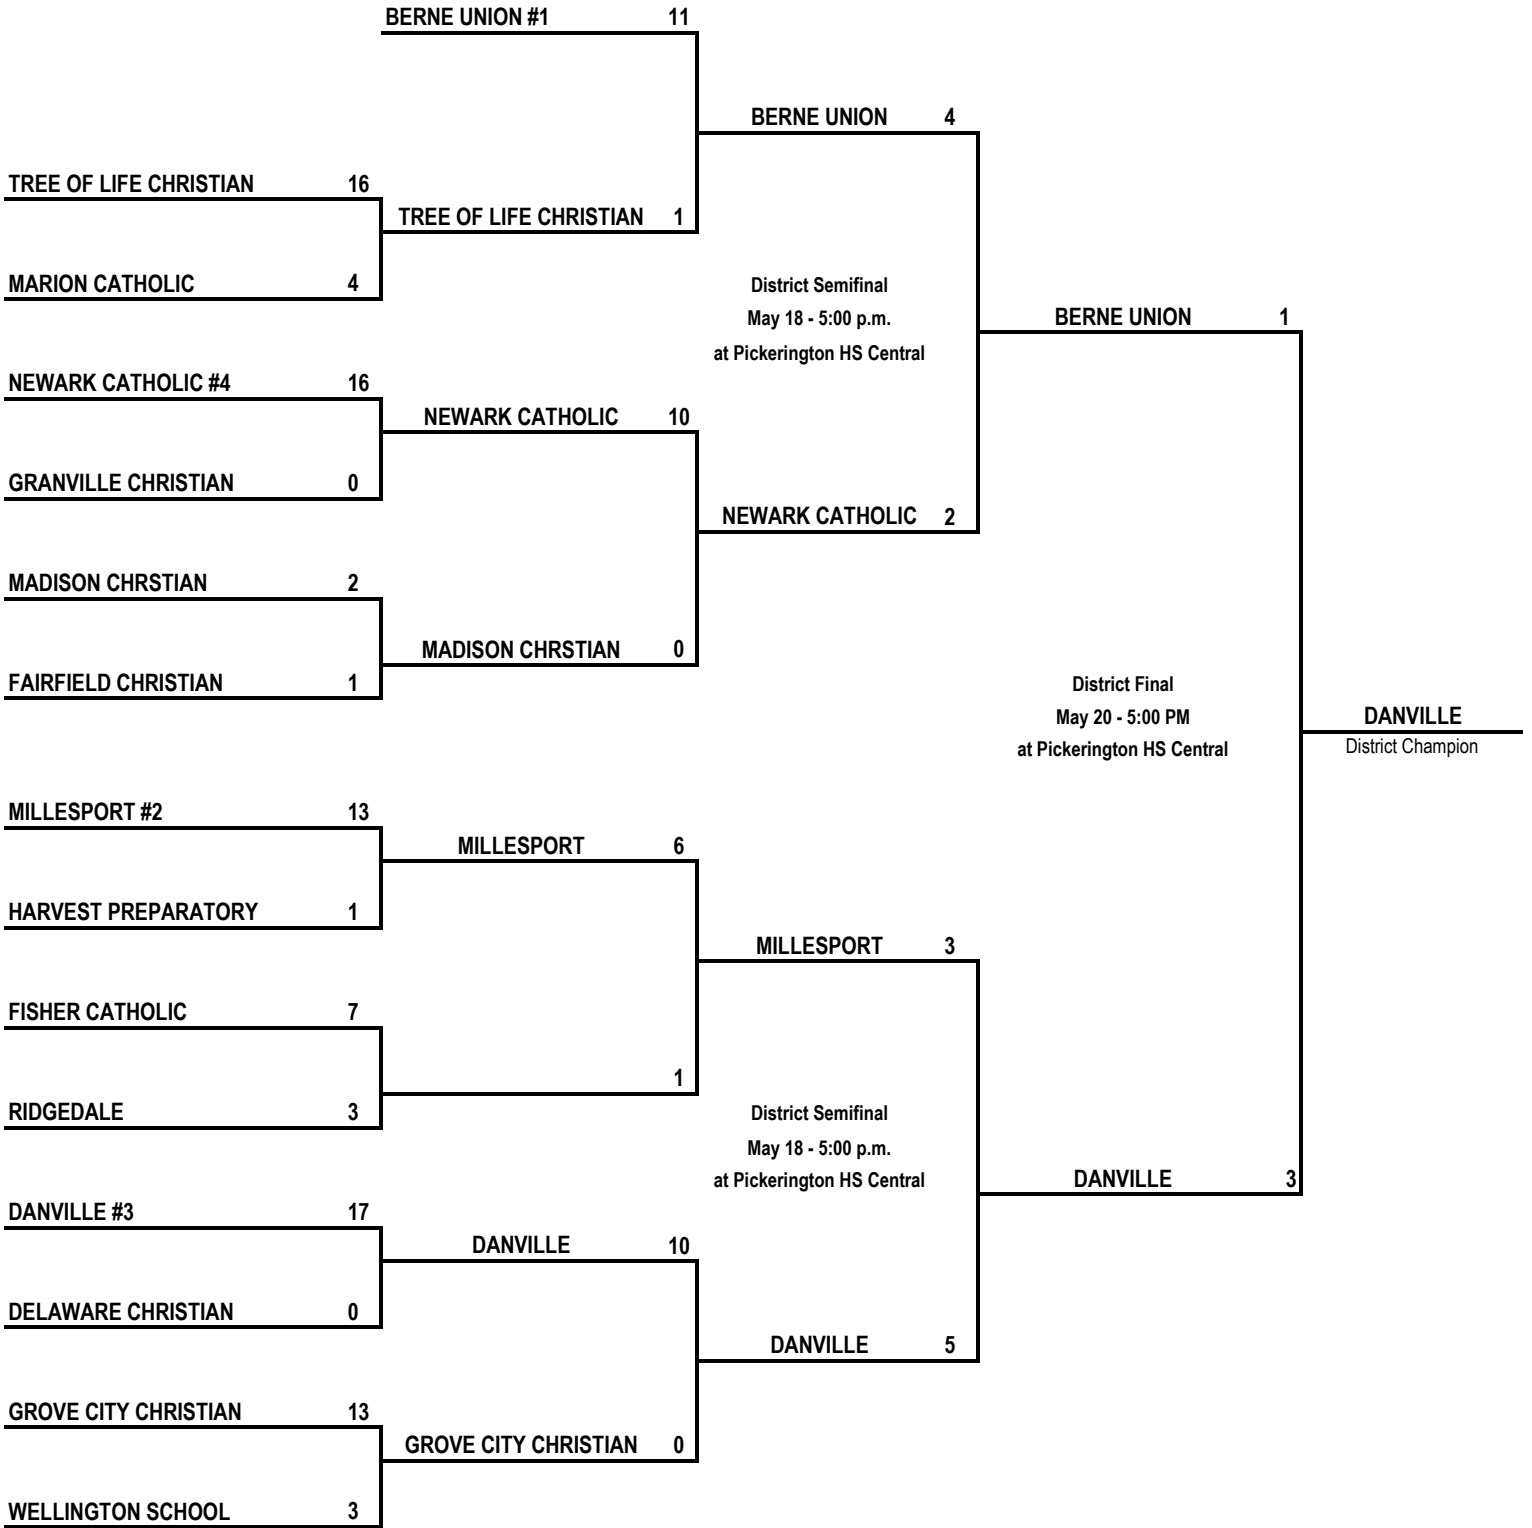 BERNE UNION #1 11
BERNE UNION 4
TREE OF LIFE CHRISTIAN 16
TREE OF LIFE CHRISTIAN 1
MARION CATHOLIC 4
District Semifinal
May 18 - 5:00 p.m.
at Pickerington HS Central
BERNE UNION 1
NEWARK CATHOLIC #4 16
NEWARK CATHOLIC 10
GRANVILLE CHRISTIAN 0
NEWARK CATHOLIC 2
MADISON CHRSTIAN 2
MADISON CHRSTIAN 0
FAIRFIELD CHRISTIAN 1
District Final
May 20 - 5:00 PM
at Pickerington HS Central
DANVILLE
District Champion
MILLESPORT #2 13
MILLESPORT 6
HARVEST PREPARATORY 1
MILLESPORT 3
FISHER CATHOLIC 7
1
RIDGEDALE 3
District Semifinal
May 18 - 5:00 p.m.
at Pickerington HS Central
DANVILLE 3
DANVILLE #3 17
DANVILLE 10
DELAWARE CHRISTIAN 0
DANVILLE 5
GROVE CITY CHRISTIAN 13
GROVE CITY CHRISTIAN 0
WELLINGTON SCHOOL 3